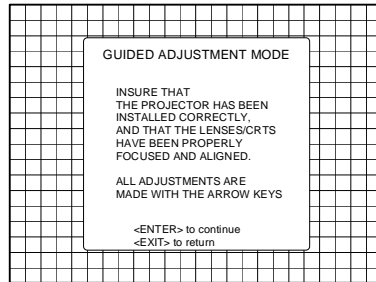 GUIDED ADJUSTMENT MODE
INSURE THAT
THE PROJECTOR HAS BEEN
INSTALLED CORRECTLY,
AND THAT THE LENSES/CRTS
HAVE BEEN PROPERLY
FOCUSED AND ALIGNED.
ALL ADJUSTMENTS ARE
MADE WITH THE ARROW KEYS
<ENTER> to continue
<EXIT> to return